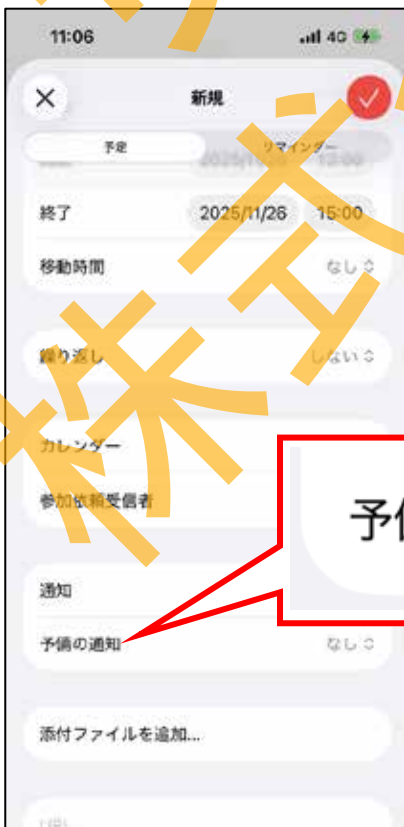 11:06
4G
新規
予定 リマインダー
終了 2025/11/26 15:00
移動時間 なし
繰り返し しない
カレンダー
参加依頼受信者
通知
予備の通知 なし
添付ファイルを追加...
株式